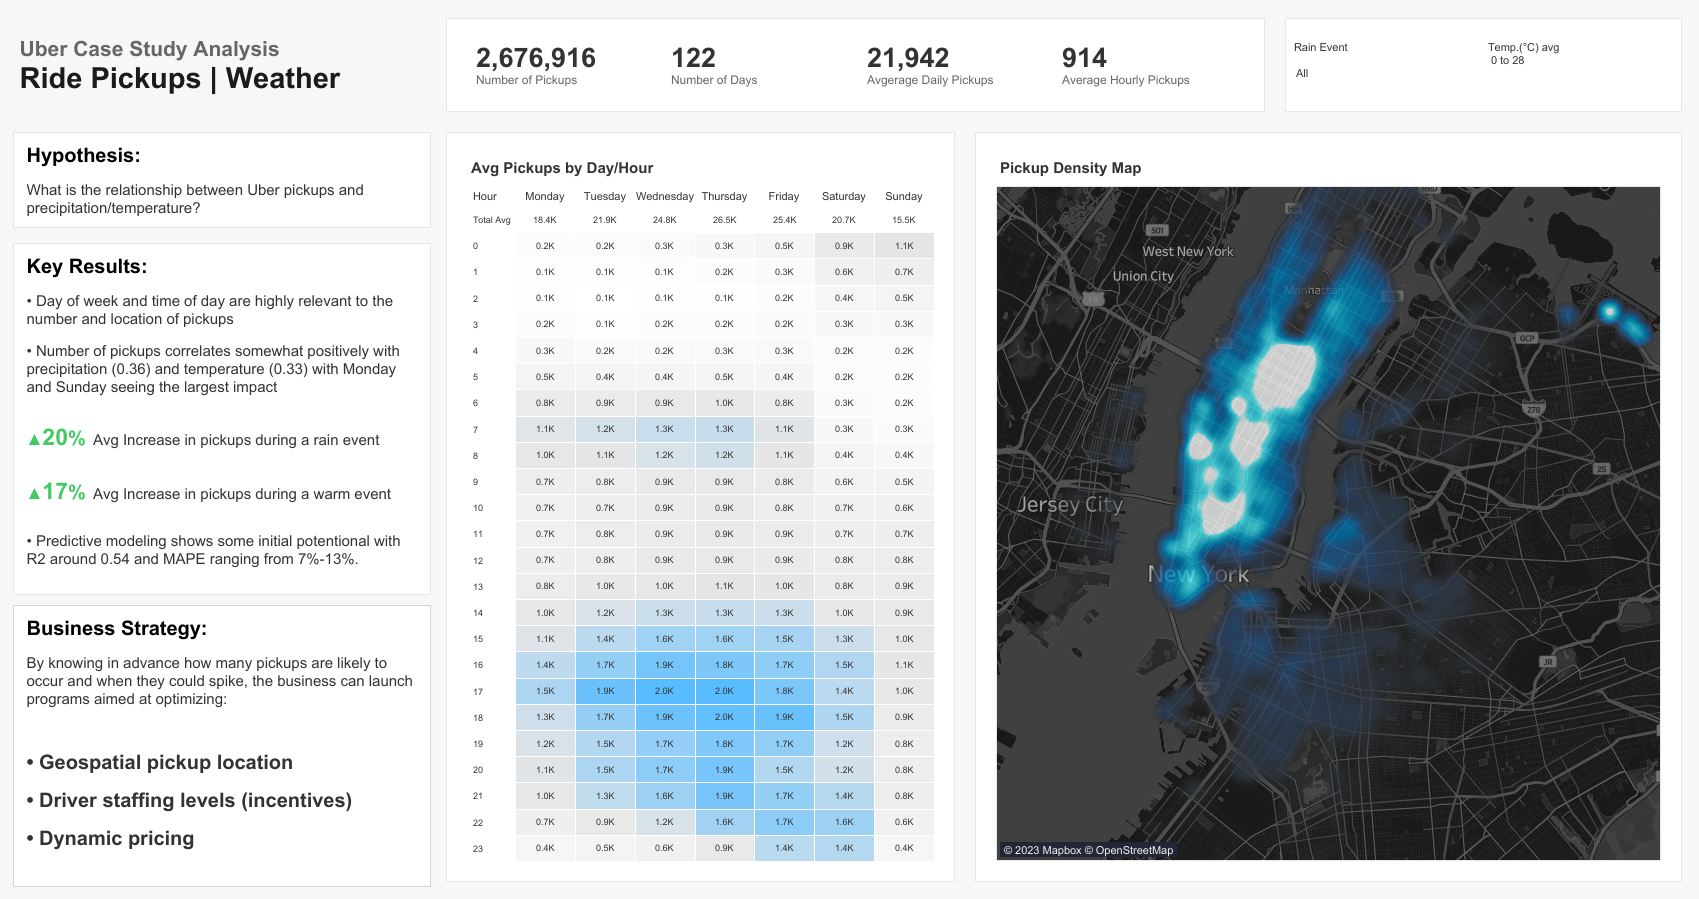 Uber Case Study Analysis
Ride Pickups | Weather
2,676,916
Number of Pickups
122
Number of Days
21,942
Avgerage Daily Pickups
914
Average Hourly Pickups
Rain Event
All
Temp.(°C) avg
0 to 28
Hypothesis:
What is the relationship between Uber pickups and
precipitation/temperature?
Key Results:
• Day of week and time of day are highly relevant to the
number and location of pickups
• Number of pickups correlates somewhat positively with
precipitation (0.36) and temperature (0.33) with Monday
and Sunday seeing the largest impact
▲20% Avg Increase in pickups during a rain event
▲17% Avg Increase in pickups during a warm event
• Predictive modeling shows some initial potentional with
R2 around 0.54 and MAPE ranging from 7%-13%.
Business Strategy:
By knowing in advance how many pickups are likely to
occur and when they could spike, the business can launch
programs aimed at optimizing:
• Geospatial pickup location
• Driver staffing levels (incentives)
• Dynamic pricing
Avg Pickups by Day/Hour
Hour Monday Tuesday Wednesday Thursday Friday Saturday Sunday
Total Avg 18.4K 21.9K 24.8K 26.5K 25.4K 20.7K 15.5K
0 0.2K 0.2K 0.3K 0.3K 0.5K 0.9K 1.1K
1 0.1K 0.1K 0.1K 0.2K 0.3K 0.6K 0.7K
2 0.1K 0.1K 0.1K 0.1K 0.2K 0.4K 0.5K
3 0.2K 0.1K 0.2K 0.2K 0.2K 0.3K 0.3K
4 0.3K 0.2K 0.2K 0.3K 0.3K 0.2K 0.2K
5 0.5K 0.4K 0.4K 0.5K 0.4K 0.2K 0.2K
6 0.8K 0.9K 0.9K 1.0K 0.8K 0.3K 0.2K
7 1.1K 1.2K 1.3K 1.3K 1.1K 0.3K 0.3K
8 1.0K 1.1K 1.2K 1.2K 1.1K 0.4K 0.4K
9 0.7K 0.8K 0.9K 0.9K 0.8K 0.6K 0.5K
10 0.7K 0.7K 0.9K 0.9K 0.8K 0.7K 0.6K
11 0.7K 0.8K 0.9K 0.9K 0.9K 0.7K 0.7K
12 0.7K 0.8K 0.9K 0.9K 0.9K 0.8K 0.8K
13 0.8K 1.0K 1.0K 1.1K 1.0K 0.8K 0.9K
14 1.0K 1.2K 1.3K 1.3K 1.3K 1.0K 0.9K
15 1.1K 1.4K 1.6K 1.6K 1.5K 1.3K 1.0K
16 1.4K 1.7K 1.9K 1.8K 1.7K 1.5K 1.1K
17 1.5K 1.9K 2.0K 2.0K 1.8K 1.4K 1.0K
18 1.3K 1.7K 1.9K 2.0K 1.9K 1.5K 0.9K
19 1.2K 1.5K 1.7K 1.8K 1.7K 1.2K 0.8K
20 1.1K 1.5K 1.7K 1.9K 1.5K 1.2K 0.8K
21 1.0K 1.3K 1.6K 1.9K 1.7K 1.4K 0.8K
22 0.7K 0.9K 1.2K 1.6K 1.7K 1.6K 0.6K
23 0.4K 0.5K 0.6K 0.9K 1.4K 1.4K 0.4K
Pickup Density Map
HR
501
West New York
Union City
Manhattan
GCP
278
25
Jersey City
New York
JR
© 2023 Mapbox © OpenStreetMap